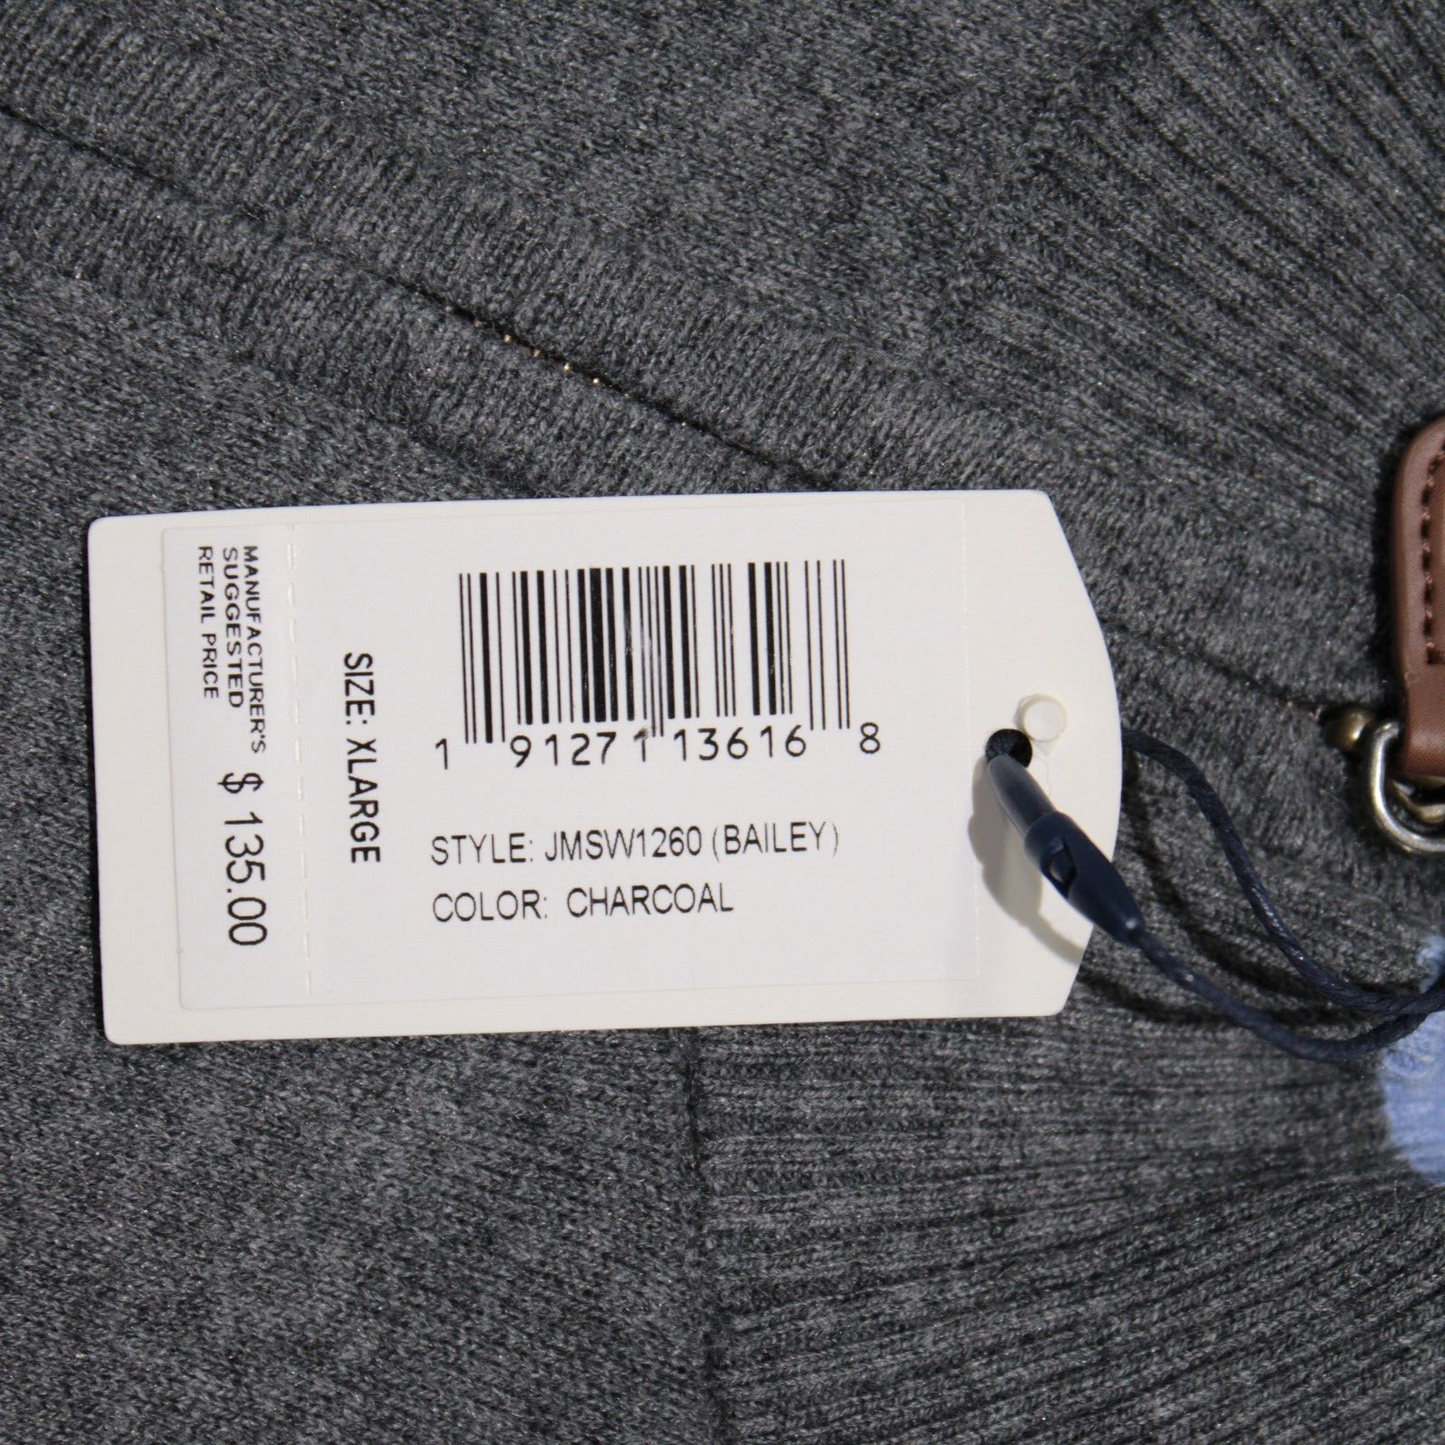 1 91271 13616 8
STYLE: JMSW1260 (BAILEY)
COLOR: CHARCOAL
SIZE: XLARGE
MANUFACTURER'S
SUGGESTED
RETAIL PRICE
$ 135.00